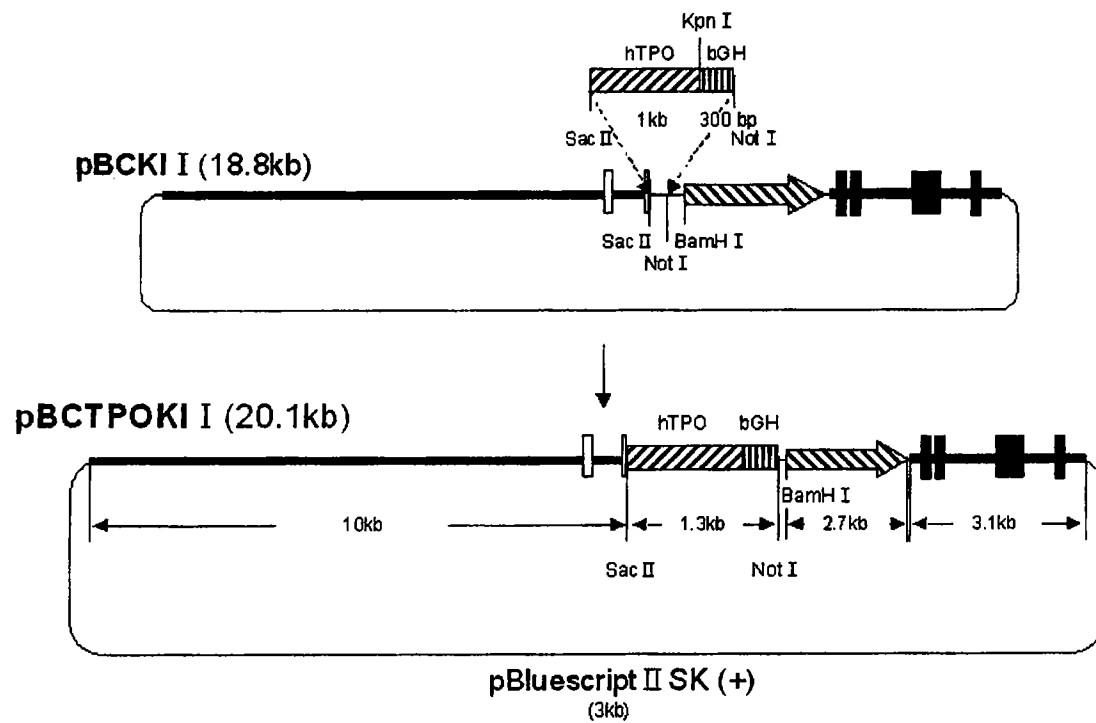 Kpn I
hTPO bGH
1kb 300 bp
Sac II Not I
pBCKI I (18.8kb)
Sac II BamH I
Not I
pBCTPOKI I (20.1kb)
hTPO bGH
BamH I
10kb 1.3kb 2.7kb 3.1kb
Sac II Not I
pBluescript II SK (+)
(3kb)